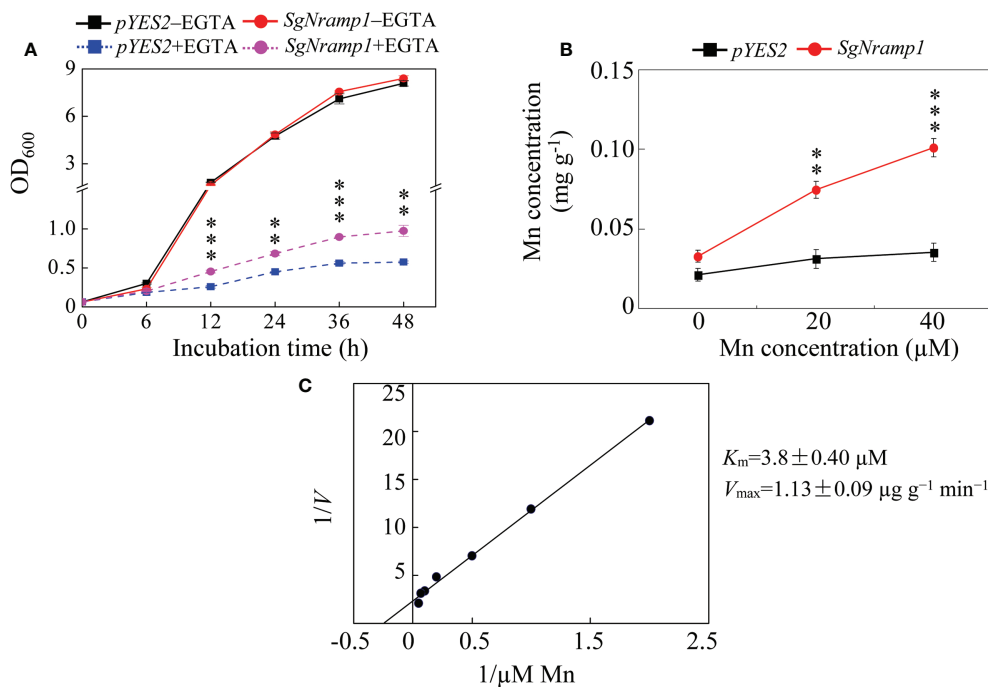 A
pYES2–EGTA SgNramp1–EGTA
pYES2+EGTA SgNramp1+EGTA
9
6
3
1.0
0.5
0
OD600
*** ** *** **
0 6 12 24 36 48
Incubation time (h)
B
pYES2 SgNramp1
0.15
0.10
0.05
0
Mn concentration
(mg g-1)
** ***
0 20 40
Mn concentration (µM)
C
25
20
15
10
5
1/V
-0.5 0 0.5 1.5 2.5
1/µM Mn
Km=3.8±0.40 µM
Vmax=1.13±0.09 µg g−1 min−1